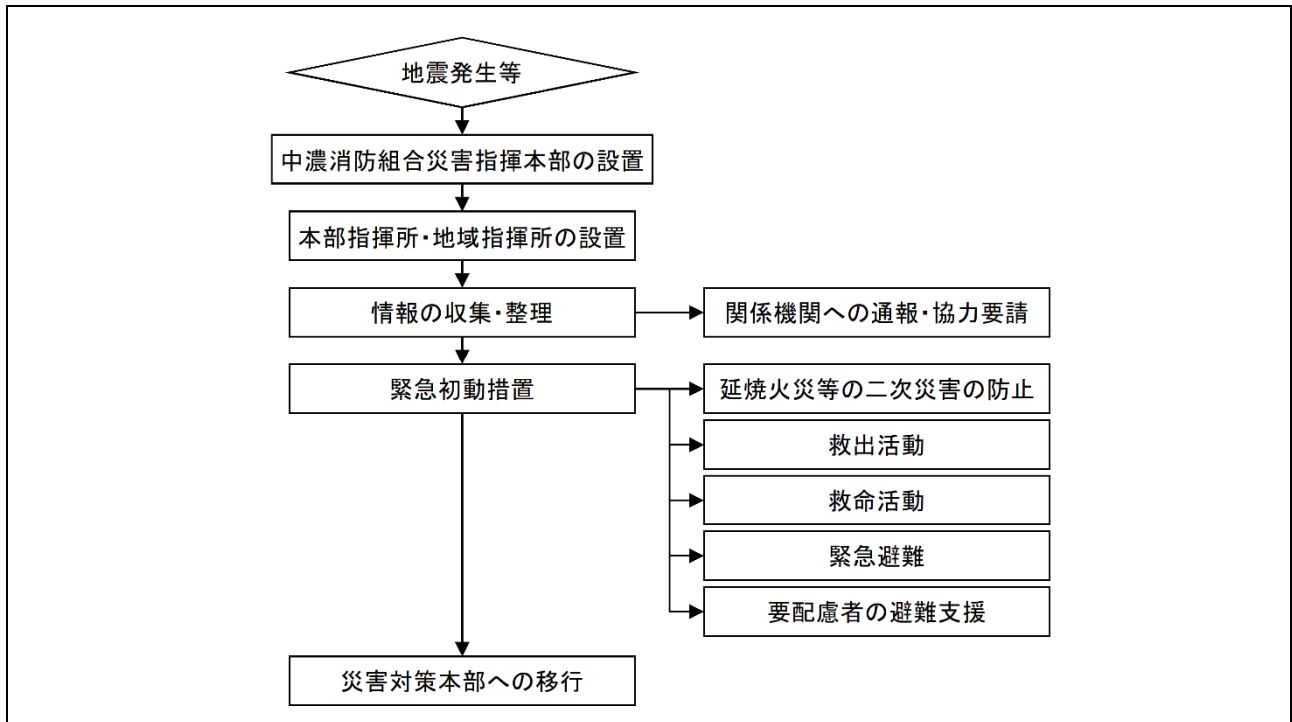 地震発生等
中濃消防組合災害指揮本部の設置
本部指揮所・地域指揮所の設置
情報の収集・整理
関係機関への通報・協力要請
緊急初動措置
延焼火災等の二次災害の防止
救出活動
救命活動
緊急避難
要配慮者の避難支援
災害対策本部への移行